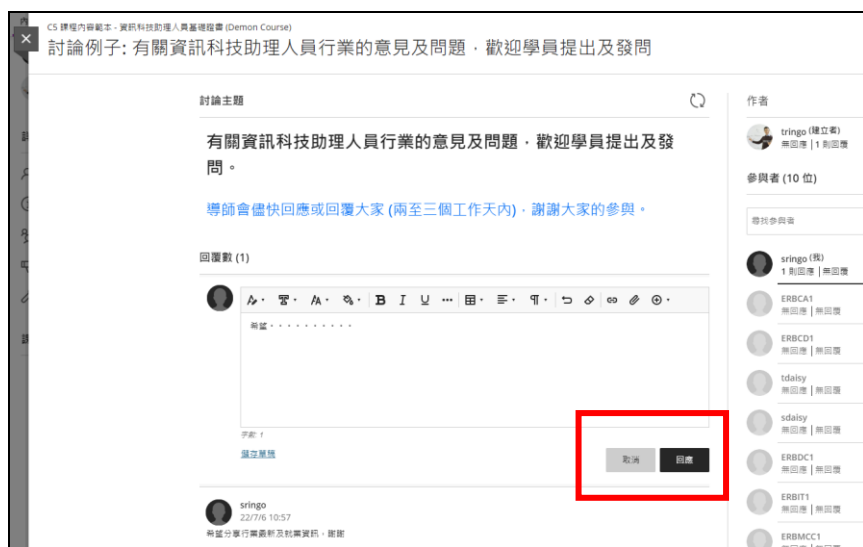 C5 課程內容範本 - 資訊科技助理人員基礎證書 (Demon Course)
討論例子: 有關資訊科技助理人員行業的意見及問題，歡迎學員提出及發問
討論主題
有關資訊科技助理人員行業的意見及問題，歡迎學員提出及發
問。
導師會儘快回應或回覆大家 (兩至三個工作天內)，謝謝大家的參與。
回覆數 (1)
B I U
希望‧‧‧‧‧‧‧‧‧‧
字數: 1
儲存草稿
取消 回應
sringo
22/7/6 10:57
希望分享行業最新及就業資訊，謝謝
作者
tringo (建立者)
無回應 | 1 則回覆
參與者 (10 位)
尋找參與者
sringo (我)
1 則回應 | 無回覆
ERBCA1
無回應 | 無回覆
ERBCD1
無回應 | 無回覆
tdaisy
無回應 | 無回覆
sdaisy
無回應 | 無回覆
ERBDC1
無回應 | 無回覆
ERBIT1
無回應 | 無回覆
ERBMCC1